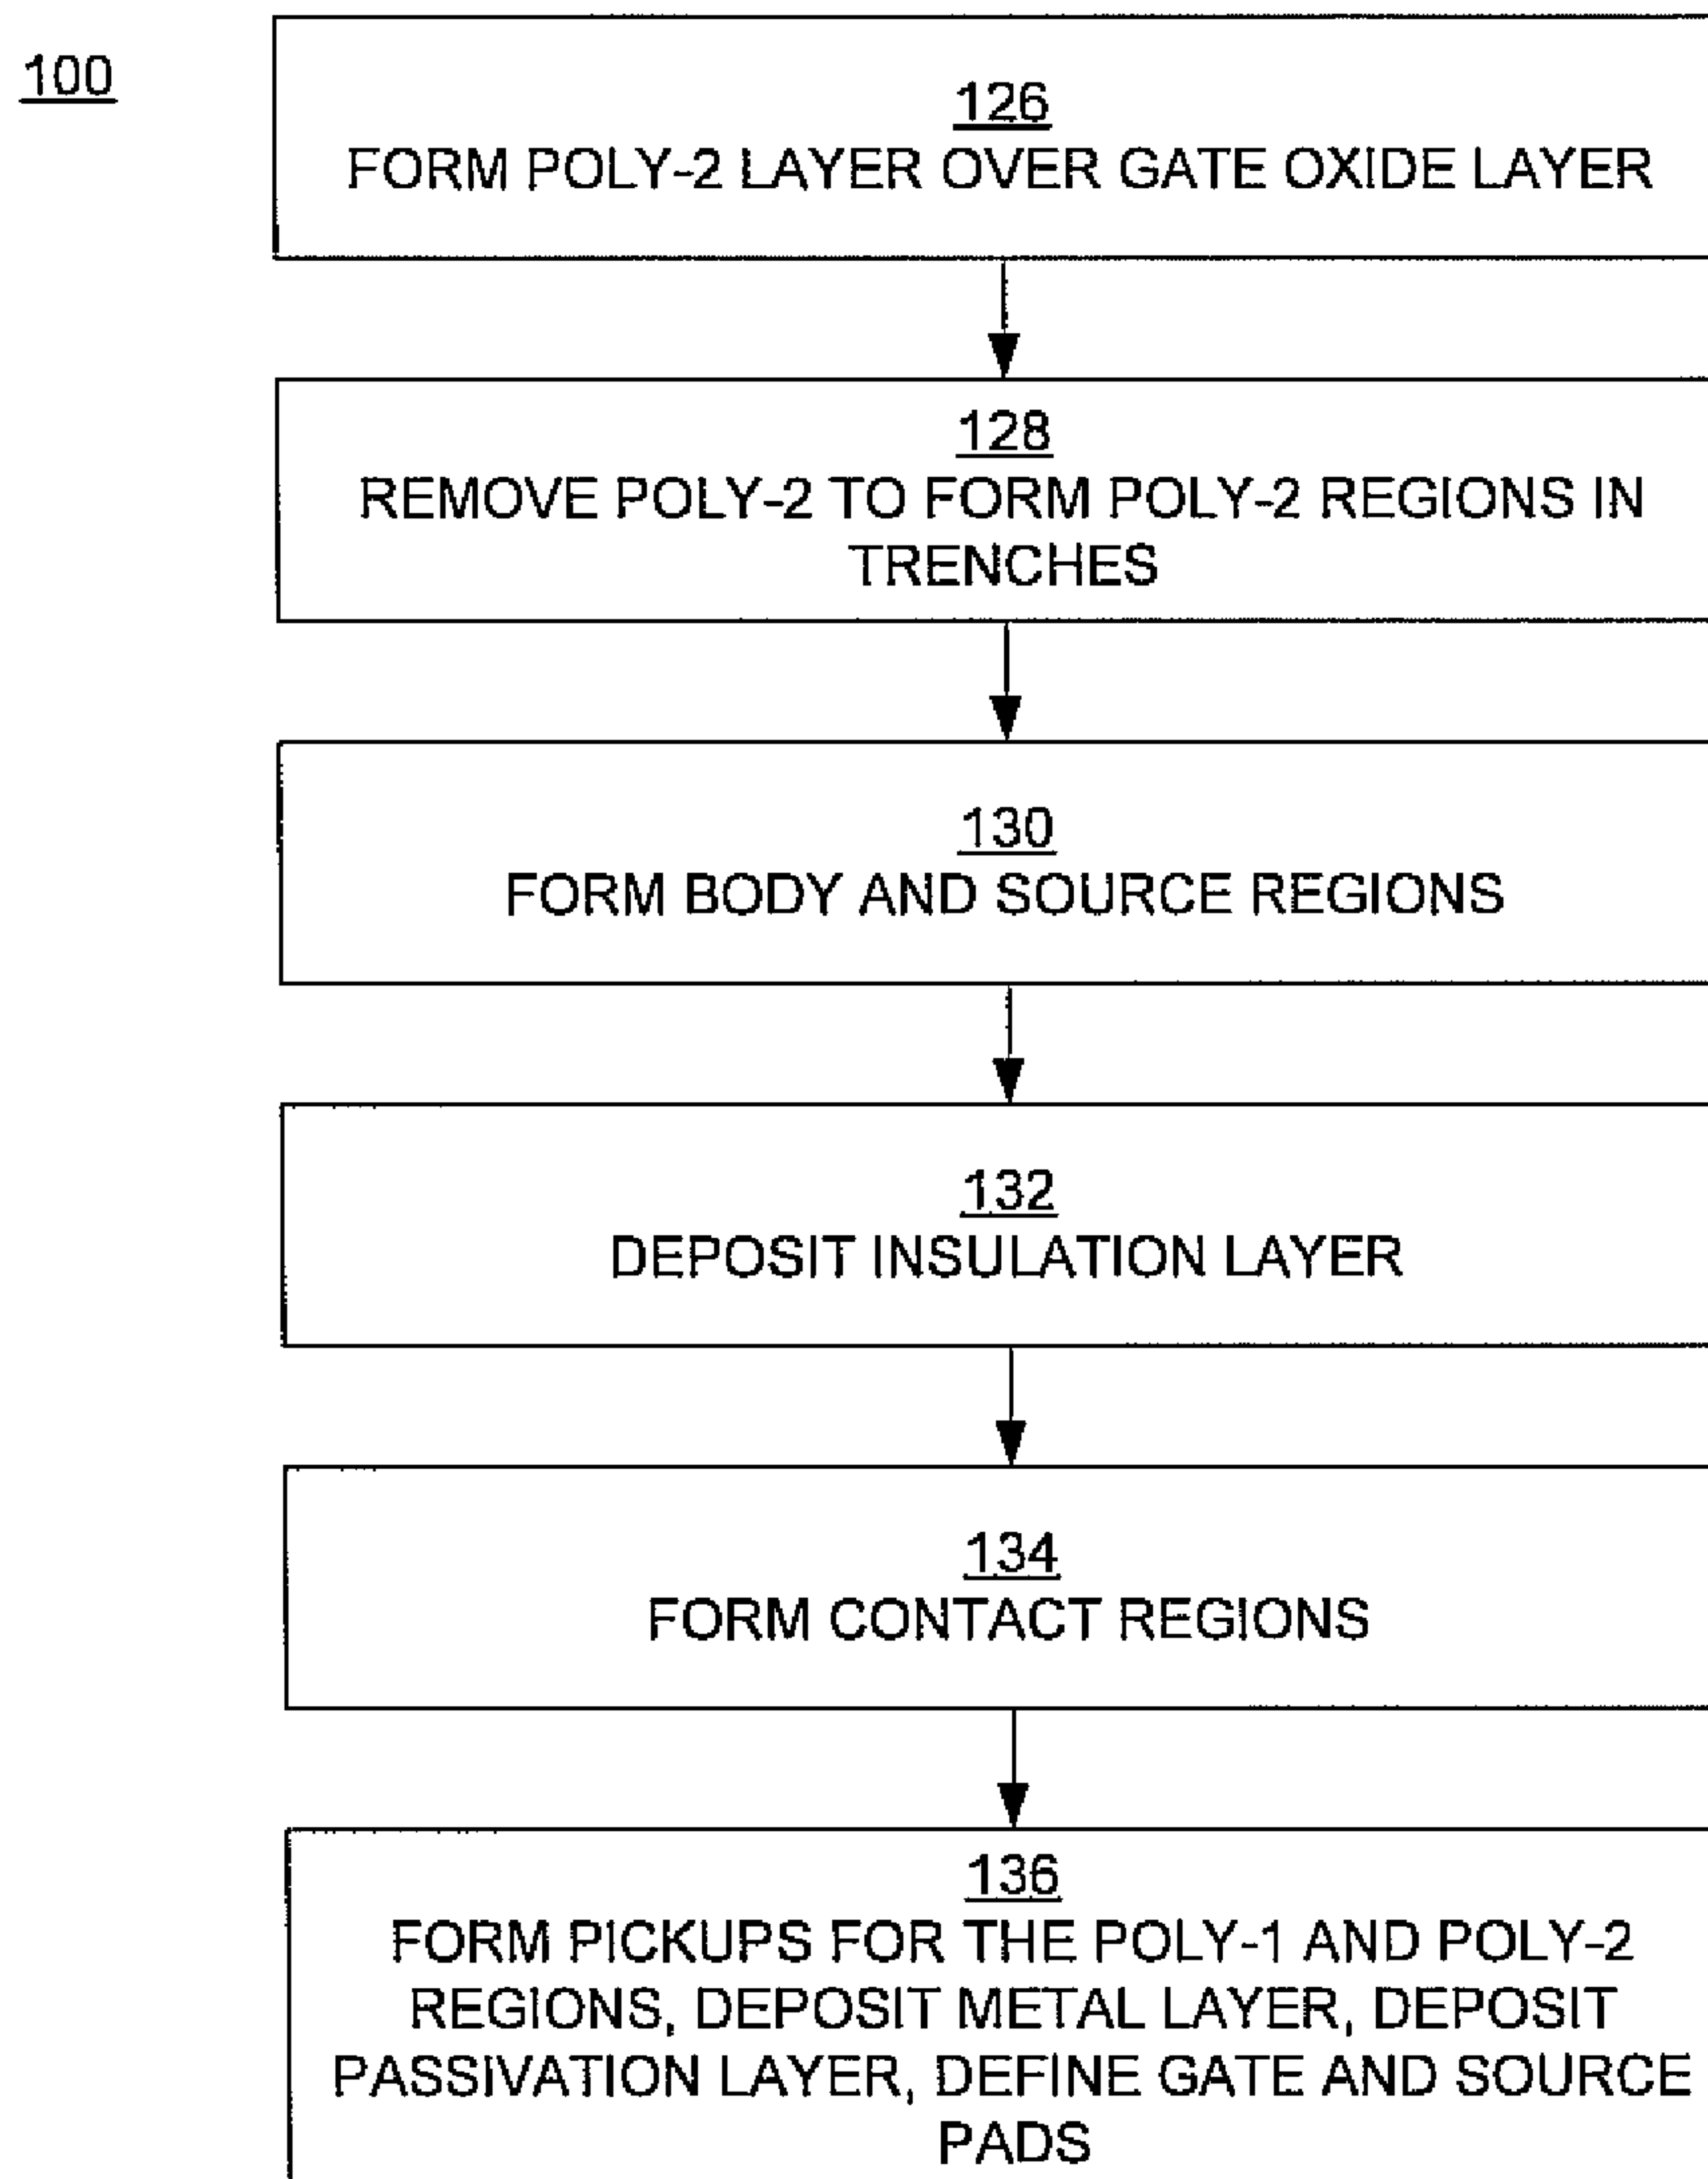 100
126
FORM POLY-2 LAYER OVER GATE OXIDE LAYER
128
REMOVE POLY-2 TO FORM POLY-2 REGIONS IN
TRENCHES
130
FORM BODY AND SOURCE REGIONS
132
DEPOSIT INSULATION LAYER
134
FORM CONTACT REGIONS
136
FORM PICKUPS FOR THE POLY-1 AND POLY-2
REGIONS, DEPOSIT METAL LAYER, DEPOSIT
PASSIVATION LAYER, DEFINE GATE AND SOURCE
PADS